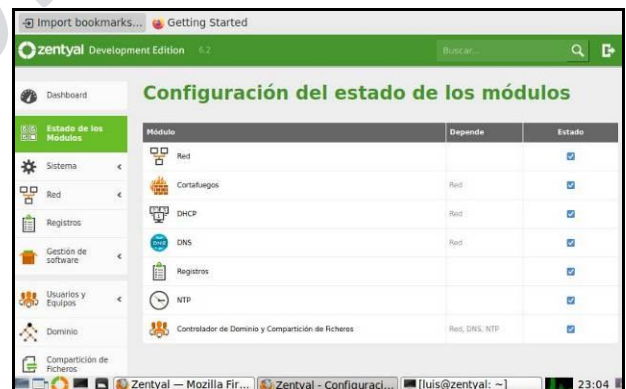 Import bookmarks... Getting Started
zentyal Development Edition 6.2 Buscar...
Configuración del estado de los módulos
Dashboard
Estado de los
Módulos
Sistema
Red
Registros
Gestión de
software
Usuarios y
Equipos
Dominio
Compartición de
Ficheros
Módulo Depende Estado
Red
Cortafuegos Red
DHCP Red
DNS Red
Registros
NTP
Controlador de Dominio y Compartición de Ficheros Red, DNS, NTP
Zentyal — Mozilla Fir... Zentyal - Configuraci... [luis@zentyal: ~] 23:04